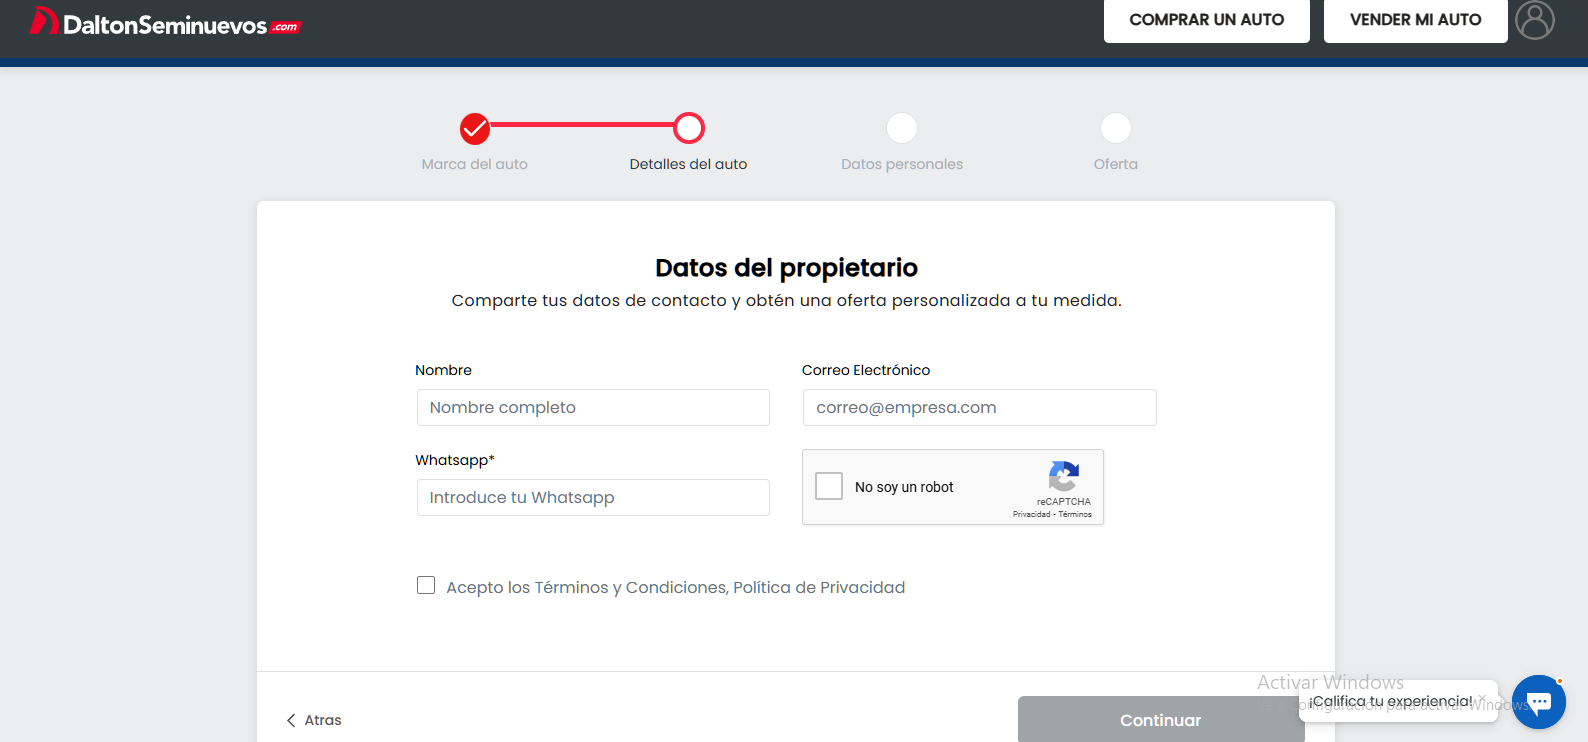 DaltonSeminuevos.com
COMPRAR UN AUTO
VENDER MI AUTO
Marca del auto
Detalles del auto
Datos personales
Oferta
Datos del propietario
Comparte tus datos de contacto y obtén una oferta personalizada a tu medida.
Nombre
Correo Electrónico
Nombre completo
correo@empresa.com
Whatsapp*
Introduce tu Whatsapp
No soy un robot
reCAPTCHA
Privacidad - Términos
Acepto los Términos y Condiciones, Política de Privacidad
Activar Windows
¡Califica tu experiencia!
para activar Windows.
Atras
Continuar